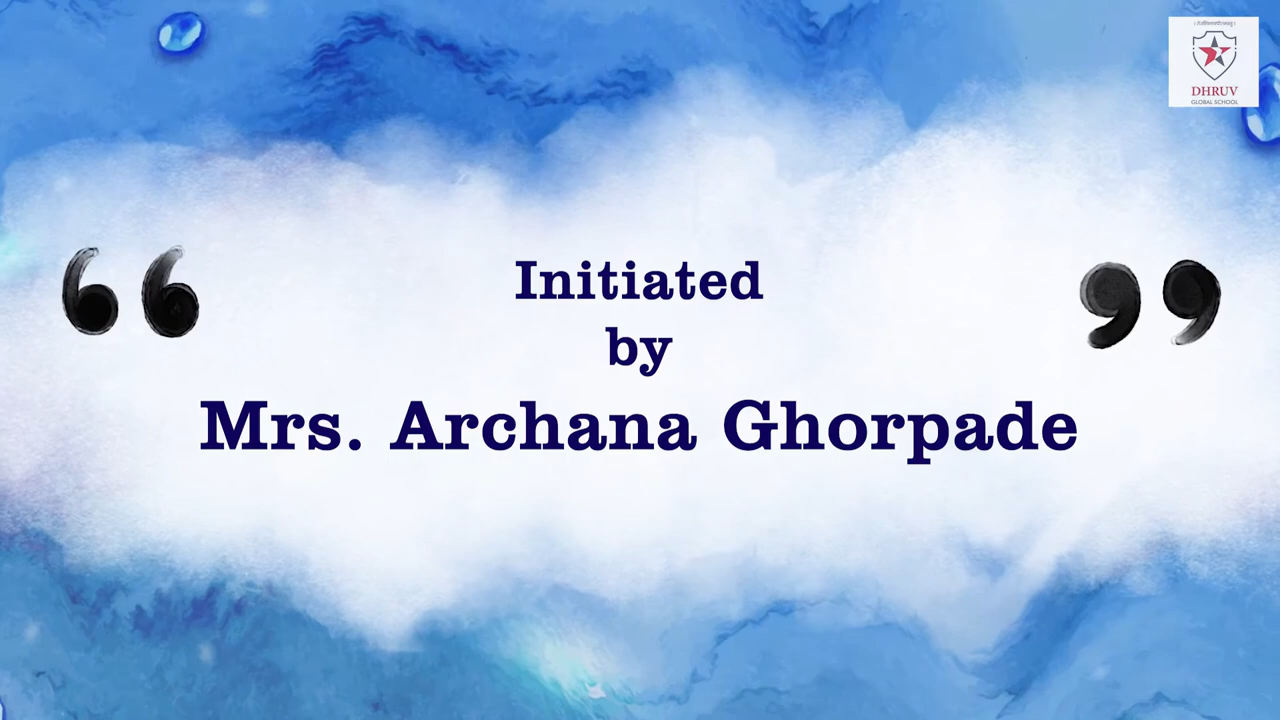 DHRUV
GLOBAL SCHOOL
“ ”
Initiated
by
Mrs. Archana Ghorpade